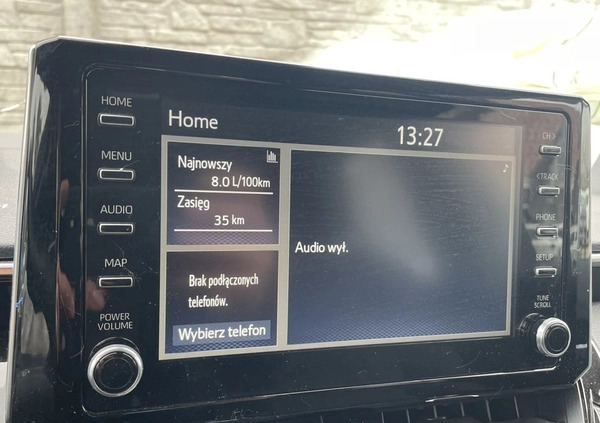 HOME
MENU
AUDIO
MAP
POWER
VOLUME
Home
13:27
Najnowszy
8.0 L/100km
Zasięg
35 km
Brak podłączonych
telefonów.
Wybierz telefon
Audio wył.
CH>
<TRACK
PHONE
SETUP
TUNE
SCROLL